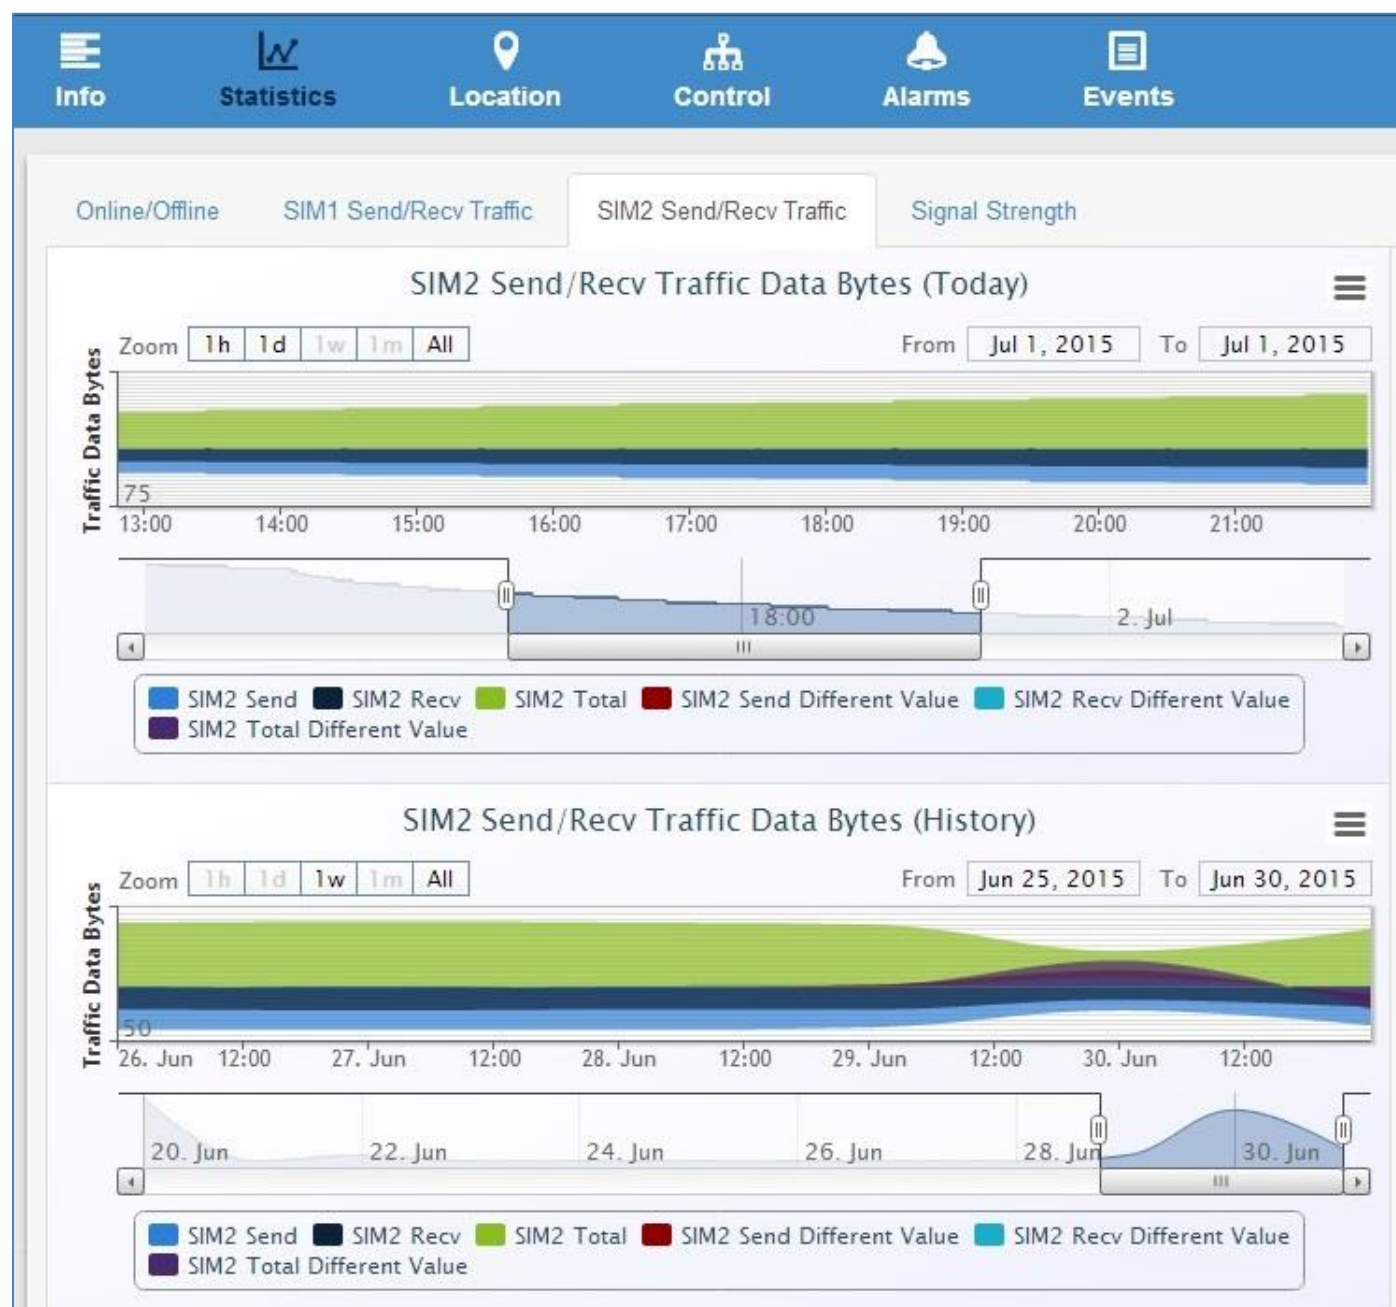 Info Statistics Location Control Alarms Events
Online/Offline SIM1 Send/Recv Traffic SIM2 Send/Recv Traffic Signal Strength
SIM2 Send/Recv Traffic Data Bytes (Today)
Zoom 1h 1d 1w 1m All From Jul 1, 2015 To Jul 1, 2015
Traffic Data Bytes
75
13:00 14:00 15:00 16:00 17:00 18:00 19:00 20:00 21:00
18:00 2. Jul
SIM2 Send SIM2 Recv SIM2 Total SIM2 Send Different Value SIM2 Recv Different Value
SIM2 Total Different Value
SIM2 Send/Recv Traffic Data Bytes (History)
Zoom 1h 1d 1w 1m All From Jun 25, 2015 To Jun 30, 2015
Traffic Data Bytes
50
26. Jun 12:00 27. Jun 12:00 28. Jun 12:00 29. Jun 12:00 30. Jun 12:00
20. Jun 22. Jun 24. Jun 26. Jun 28. Jun 30. Jun
SIM2 Send SIM2 Recv SIM2 Total SIM2 Send Different Value SIM2 Recv Different Value
SIM2 Total Different Value